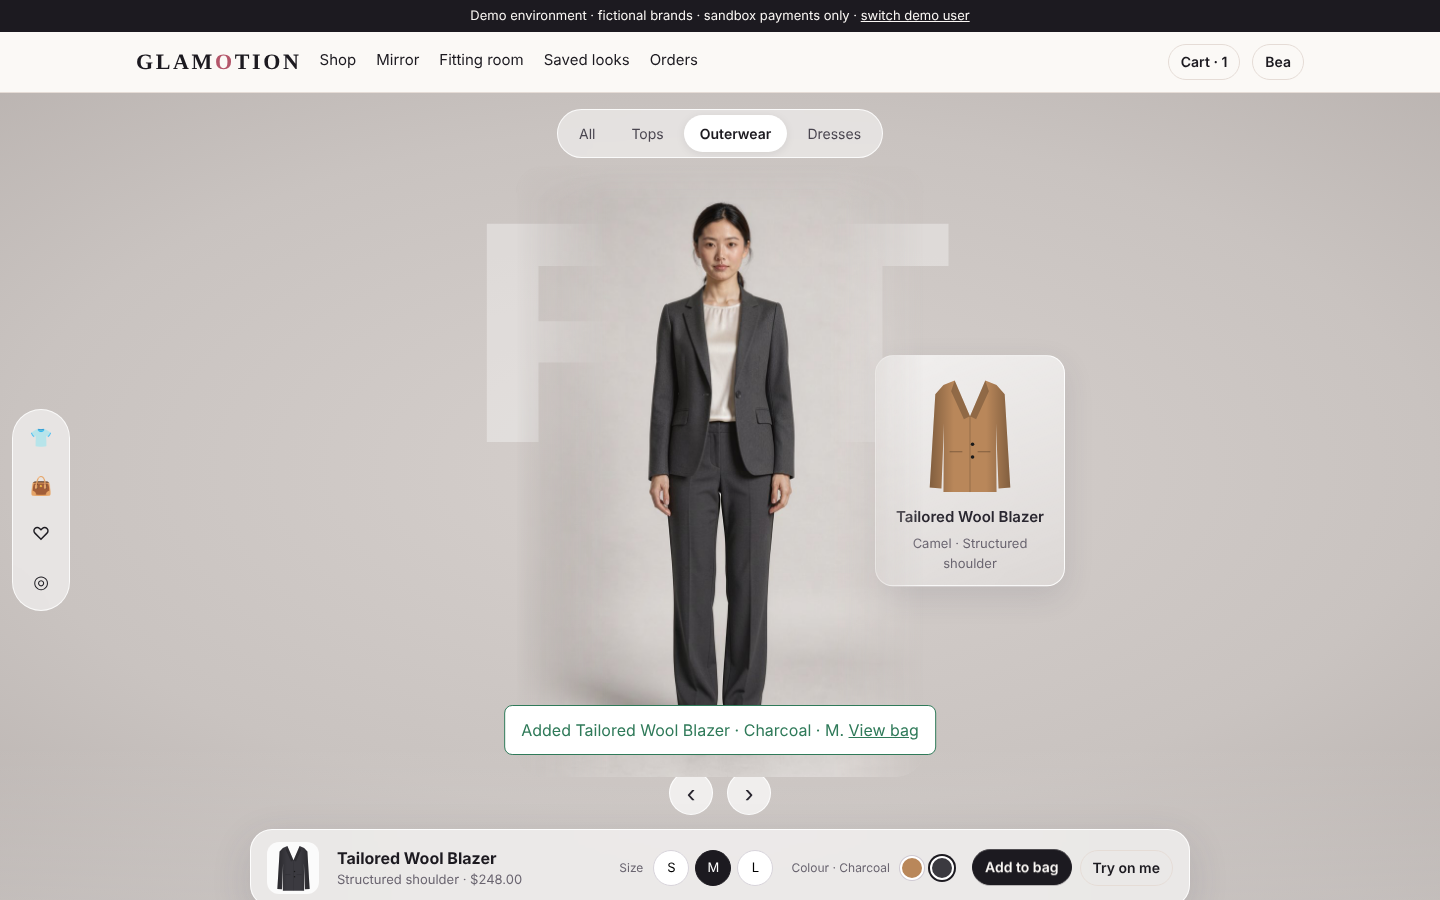 Demo environment · fictional brands · sandbox payments only · switch demo user
GLAMOTION
Shop
Mirror
Fitting room
Saved looks
Orders
Cart · 1
Bea
All
Tops
Outerwear
Dresses
Tailored Wool Blazer
Camel · Structured
shoulder
Added Tailored Wool Blazer · Charcoal · M. View bag
‹ ›
Tailored Wool Blazer
Structured shoulder · $248.00
Size
S
M
L
Colour · Charcoal
Add to bag
Try on me